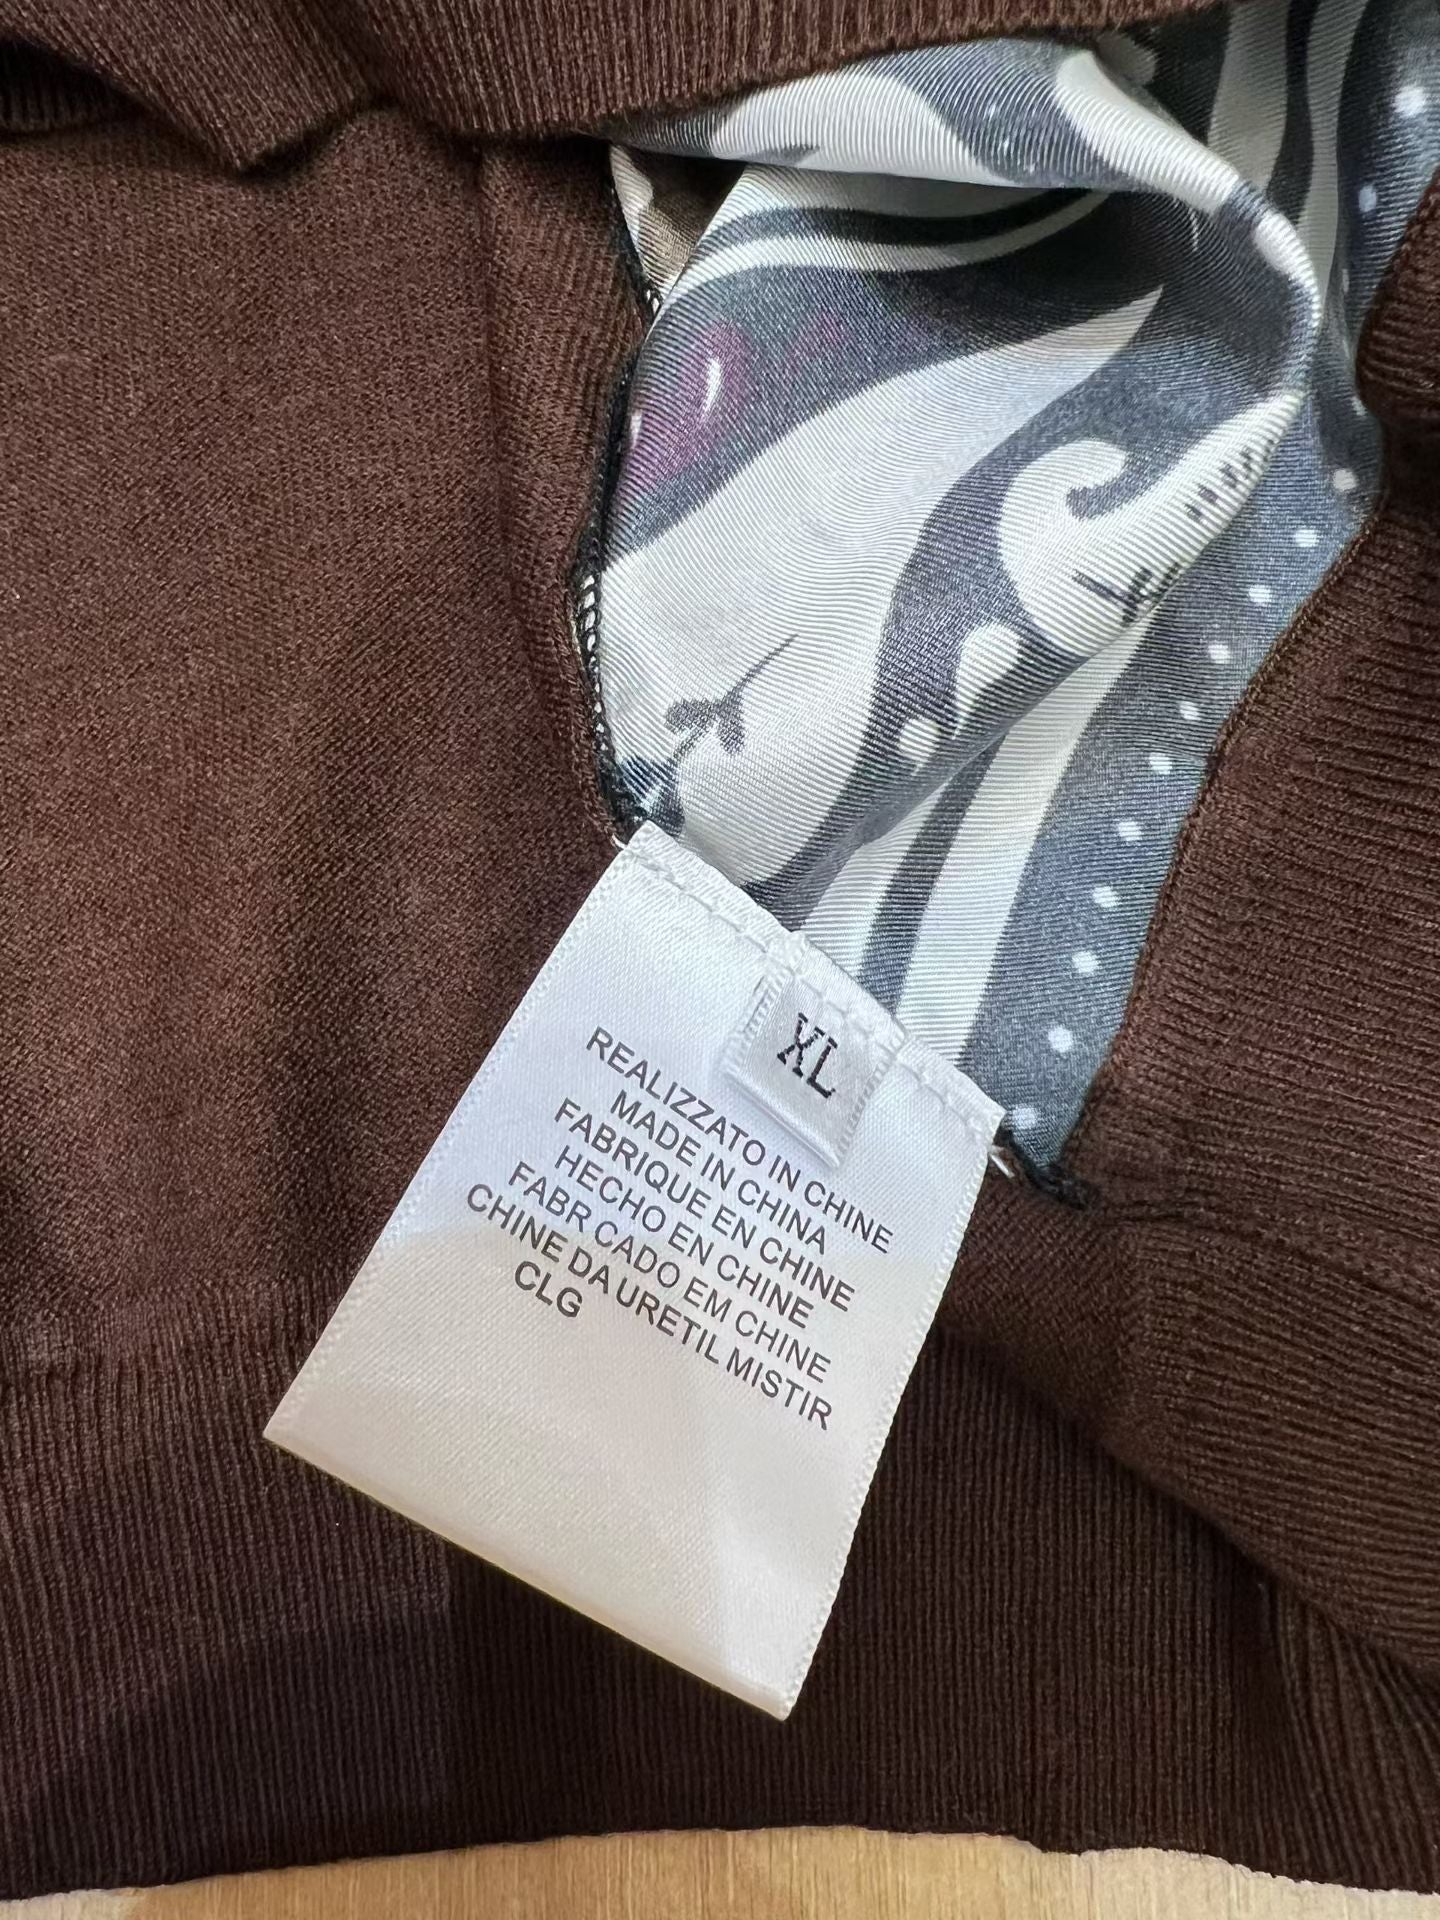 XL
REALIZZATO IN CHINE
MADE IN CHINA
FABRIQUE EN CHINE
HECHO EN CHINE
FABR CADO EM CHINE
CHINE DA URETIL MISTIR
CLG